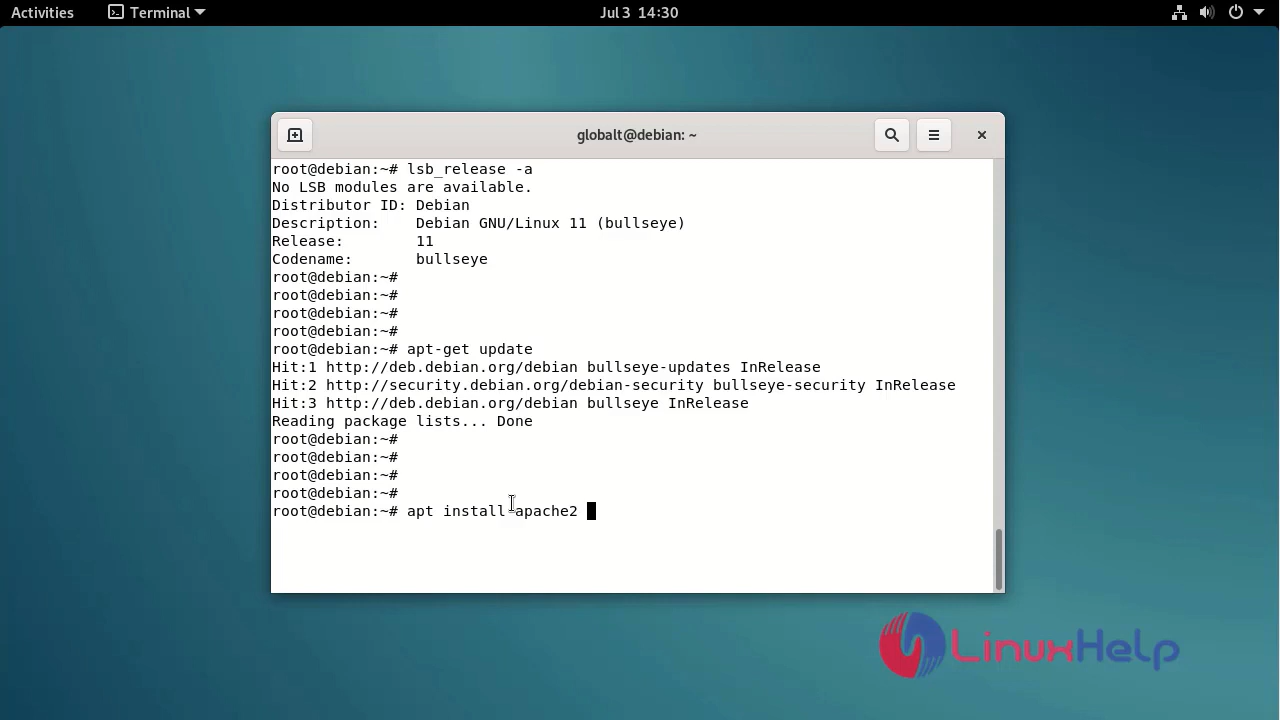 Activities Terminal Jul 3 14:30
globalt@debian: ~
root@debian:~# lsb_release -a
No LSB modules are available.
Distributor ID: Debian
Description:    Debian GNU/Linux 11 (bullseye)
Release:        11
Codename:       bullseye
root@debian:~#
root@debian:~#
root@debian:~#
root@debian:~#
root@debian:~# apt-get update
Hit:1 http://deb.debian.org/debian bullseye-updates InRelease
Hit:2 http://security.debian.org/debian-security bullseye-security InRelease
Hit:3 http://deb.debian.org/debian bullseye InRelease
Reading package lists... Done
root@debian:~#
root@debian:~#
root@debian:~#
root@debian:~#
root@debian:~# apt install apache2
LinuxHelp